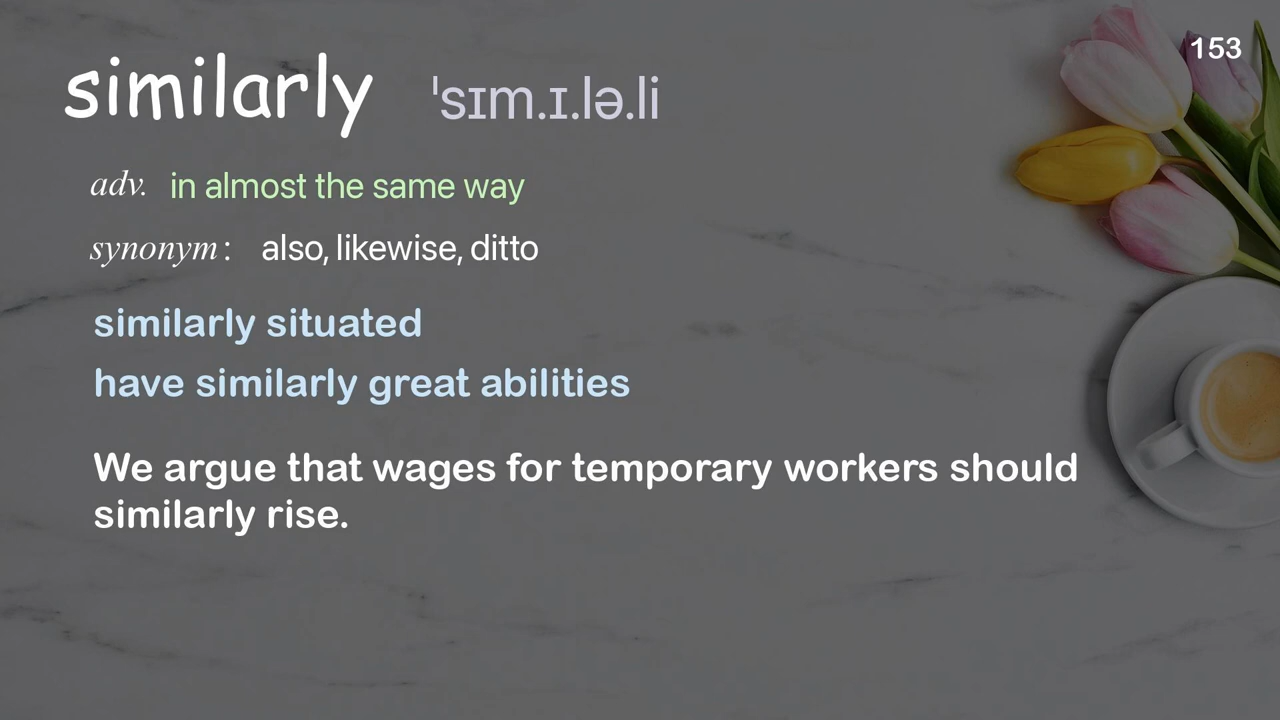 153
similarly ˈsɪm.ɪ.lə.li
adv. in almost the same way
synonym: also, likewise, ditto
similarly situated
have similarly great abilities
We argue that wages for temporary workers should
similarly rise.